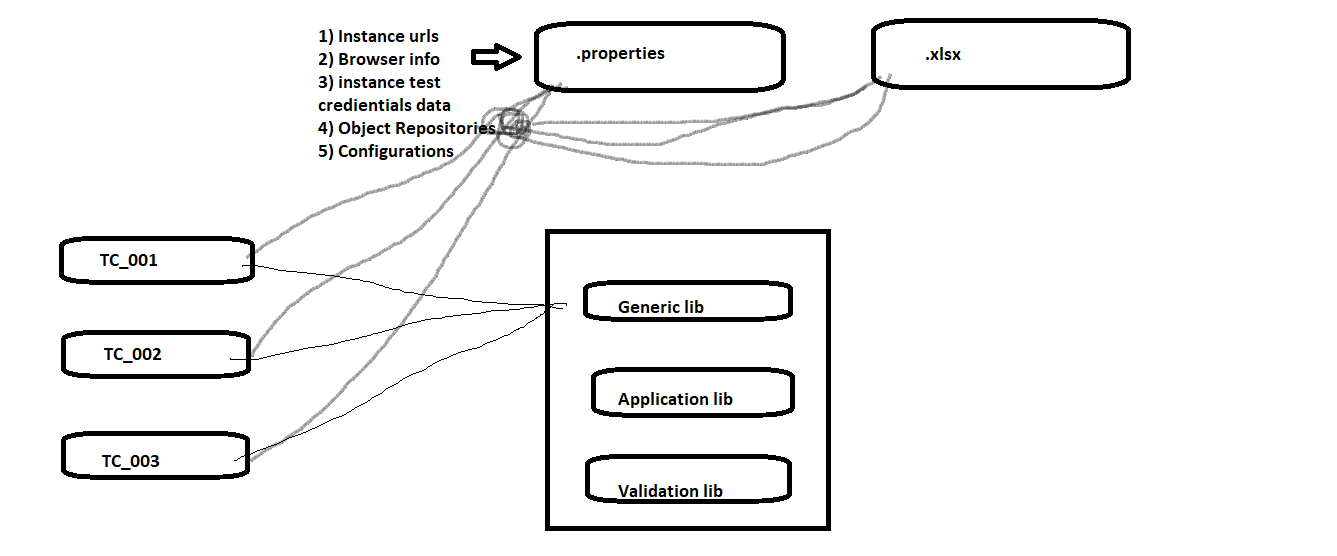 1) Instance urls
2) Browser info
3) instance test
credientials data
4) Object Repositories
5) Configurations
.properties
.xlsx
TC_001
TC_002
TC_003
Generic lib
Application lib
Validation lib